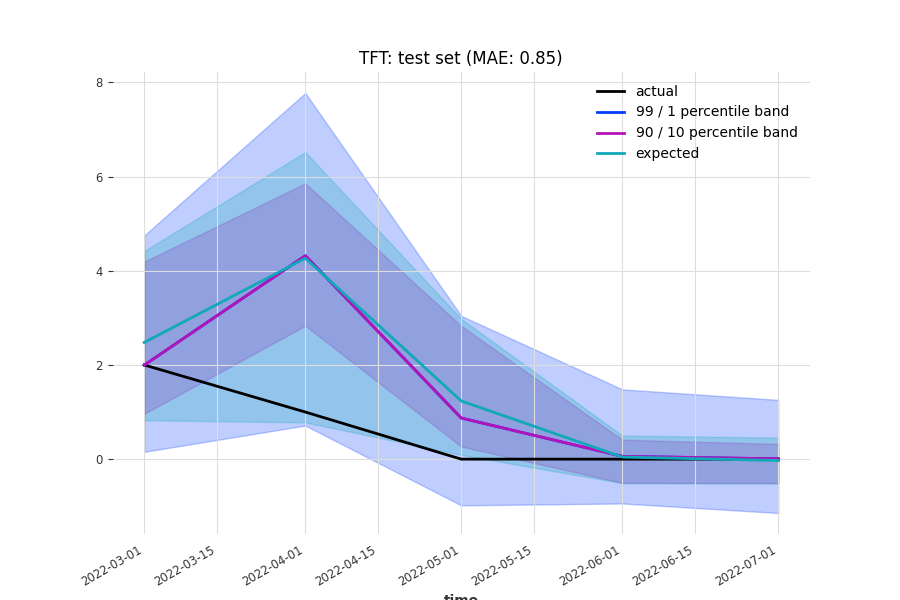 TFT: test set (MAE: 0.85)
actual
99 / 1 percentile band
90 / 10 percentile band
expected
8
6
4
2
0
2022-03-01
2022-03-15
2022-04-01
2022-04-15
2022-05-01
2022-05-15
2022-06-01
2022-06-15
2022-07-01
time